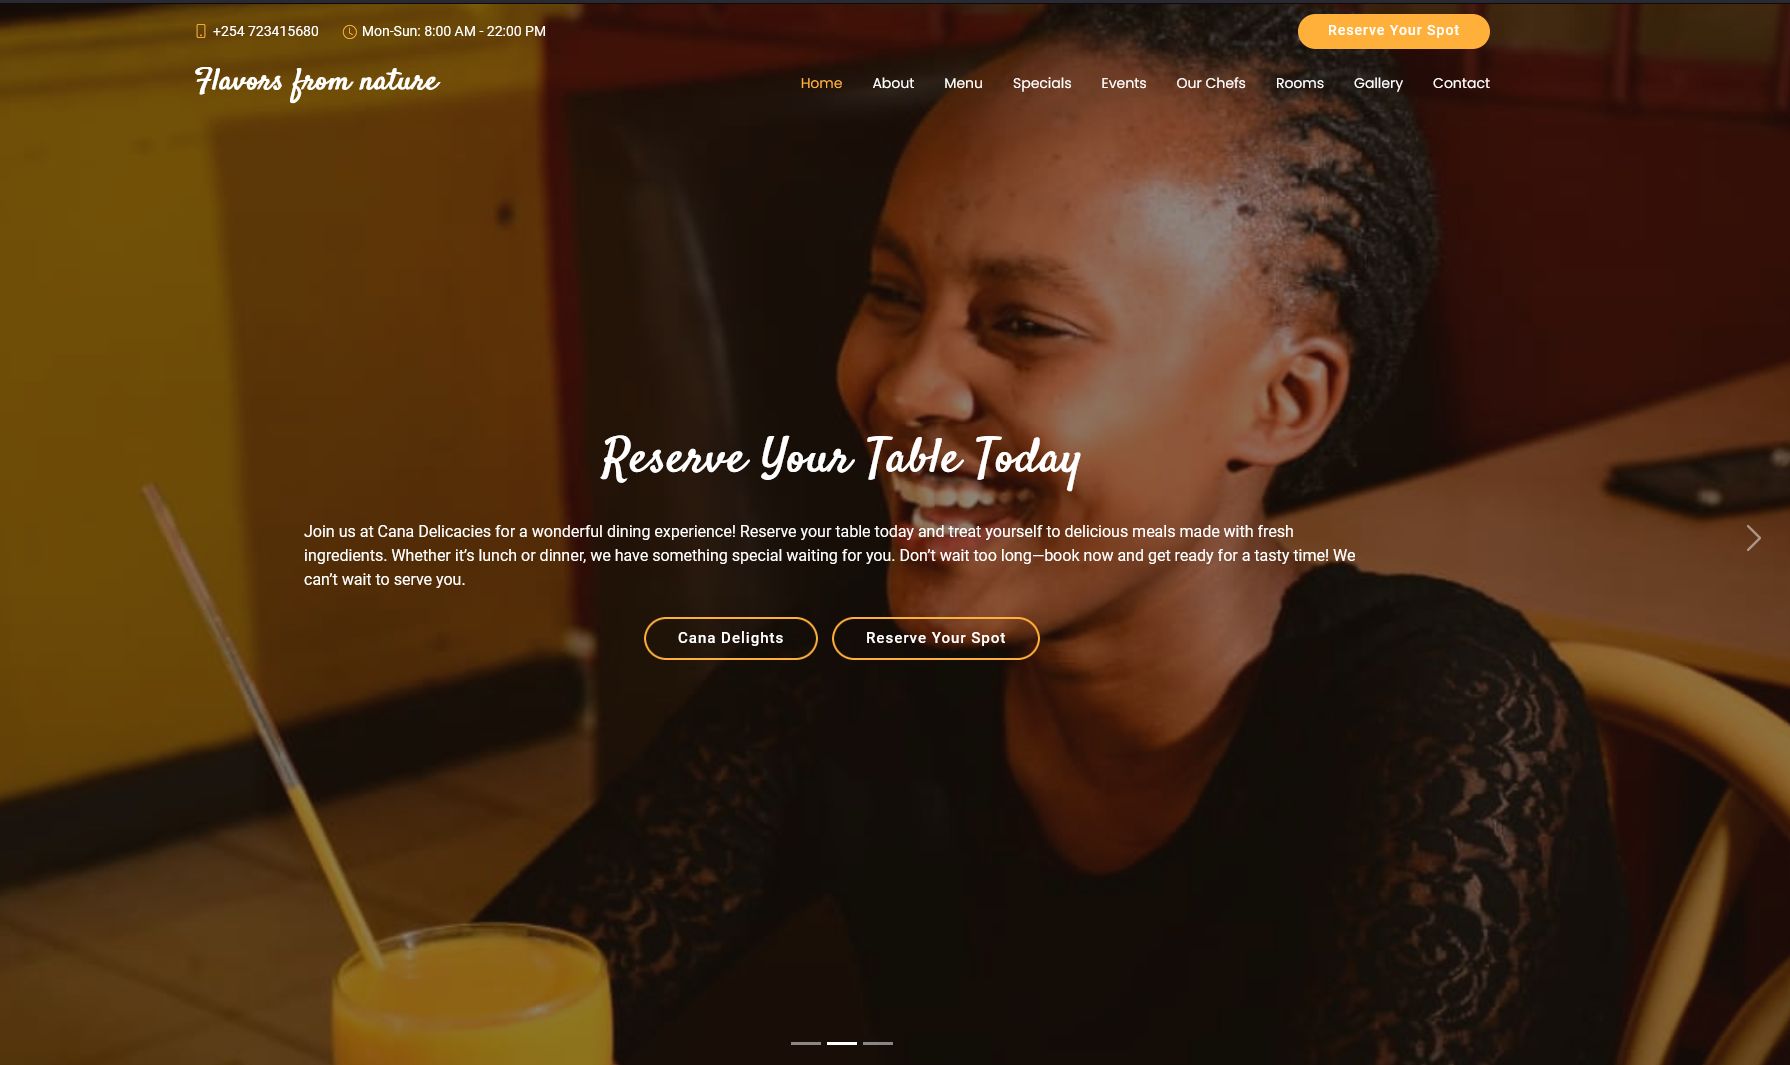 +254 723415680 Mon-Sun: 8:00 AM - 22:00 PM Reserve Your Spot
Flavors from nature Home About Menu Specials Events Our Chefs Rooms Gallery Contact
Reserve Your Table Today
Join us at Cana Delicacies for a wonderful dining experience! Reserve your table today and treat yourself to delicious meals made with fresh
ingredients. Whether it’s lunch or dinner, we have something special waiting for you. Don’t wait too long—book now and get ready for a tasty time! We
can’t wait to serve you.
Cana Delights Reserve Your Spot